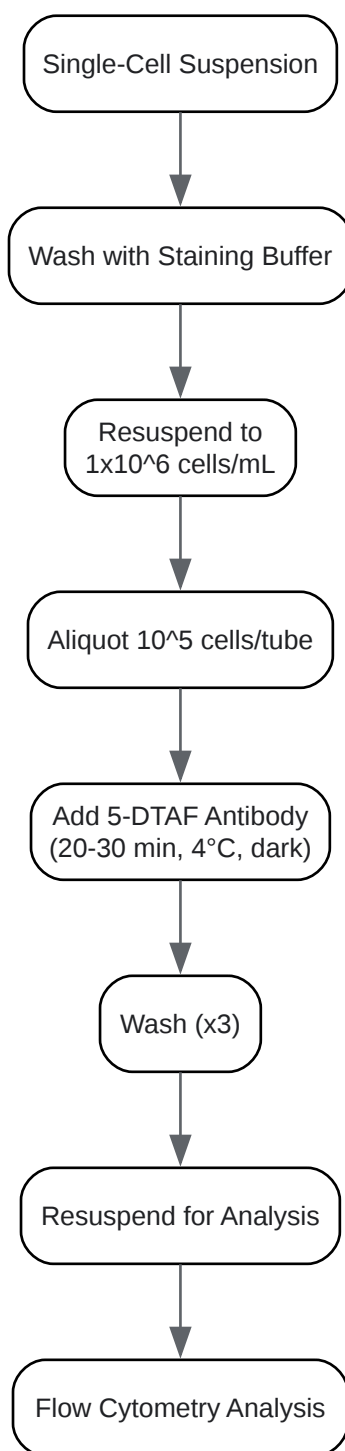 Single-Cell Suspension
Wash with Staining Buffer
Resuspend to
1x10^6 cells/mL
Aliquot 10^5 cells/tube
Add 5-DTAF Antibody
(20-30 min, 4°C, dark)
Wash (x3)
Resuspend for Analysis
Flow Cytometry Analysis